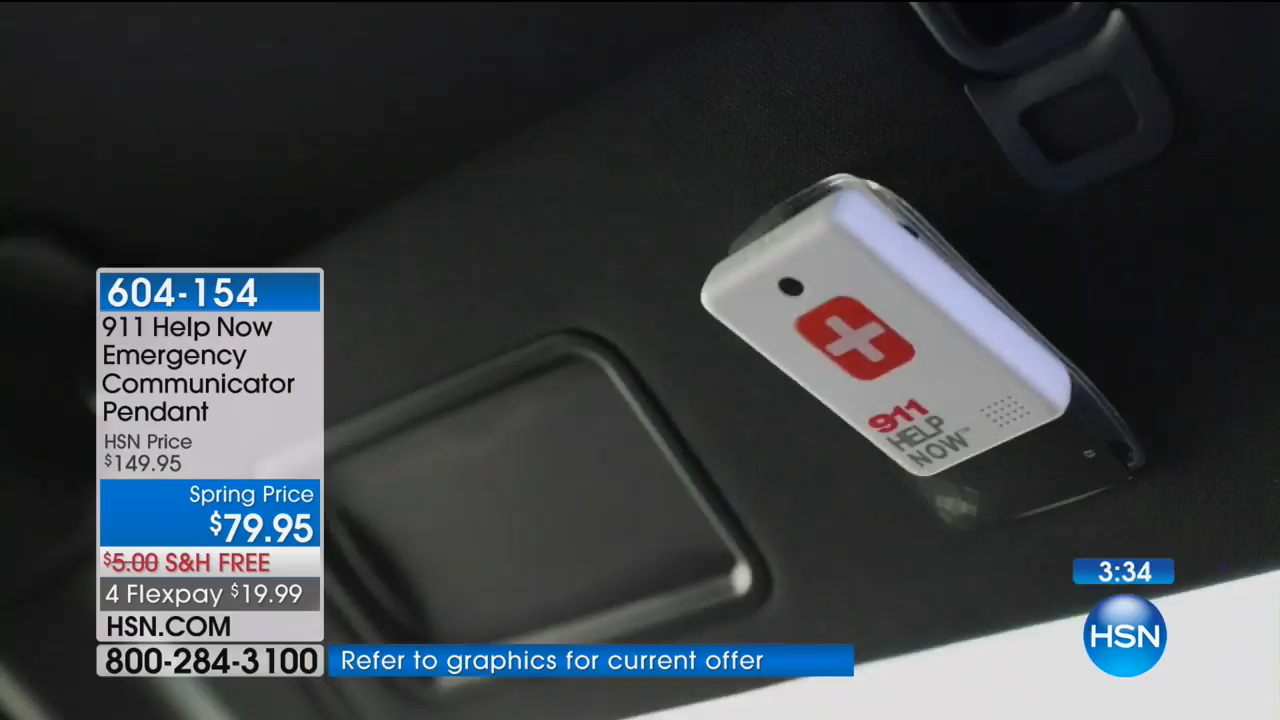 604-154
911 Help Now
Emergency
Communicator
Pendant
HSN Price
$149.95
Spring Price
$79.95
$5.00 S&H FREE
4 Flexpay $19.99
HSN.COM
800-284-3100
Refer to graphics for current offer
911
HELP
NOW™
3:34
HSN